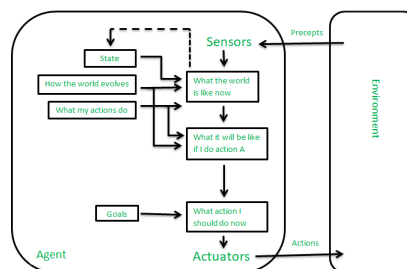 Sensors
Precepts
State
How the world evolves
What the world
is like now
What my actions do
What it will be like
if I do action A
Environment
Goals
What action I
should do now
Agent
Actuators
Actions